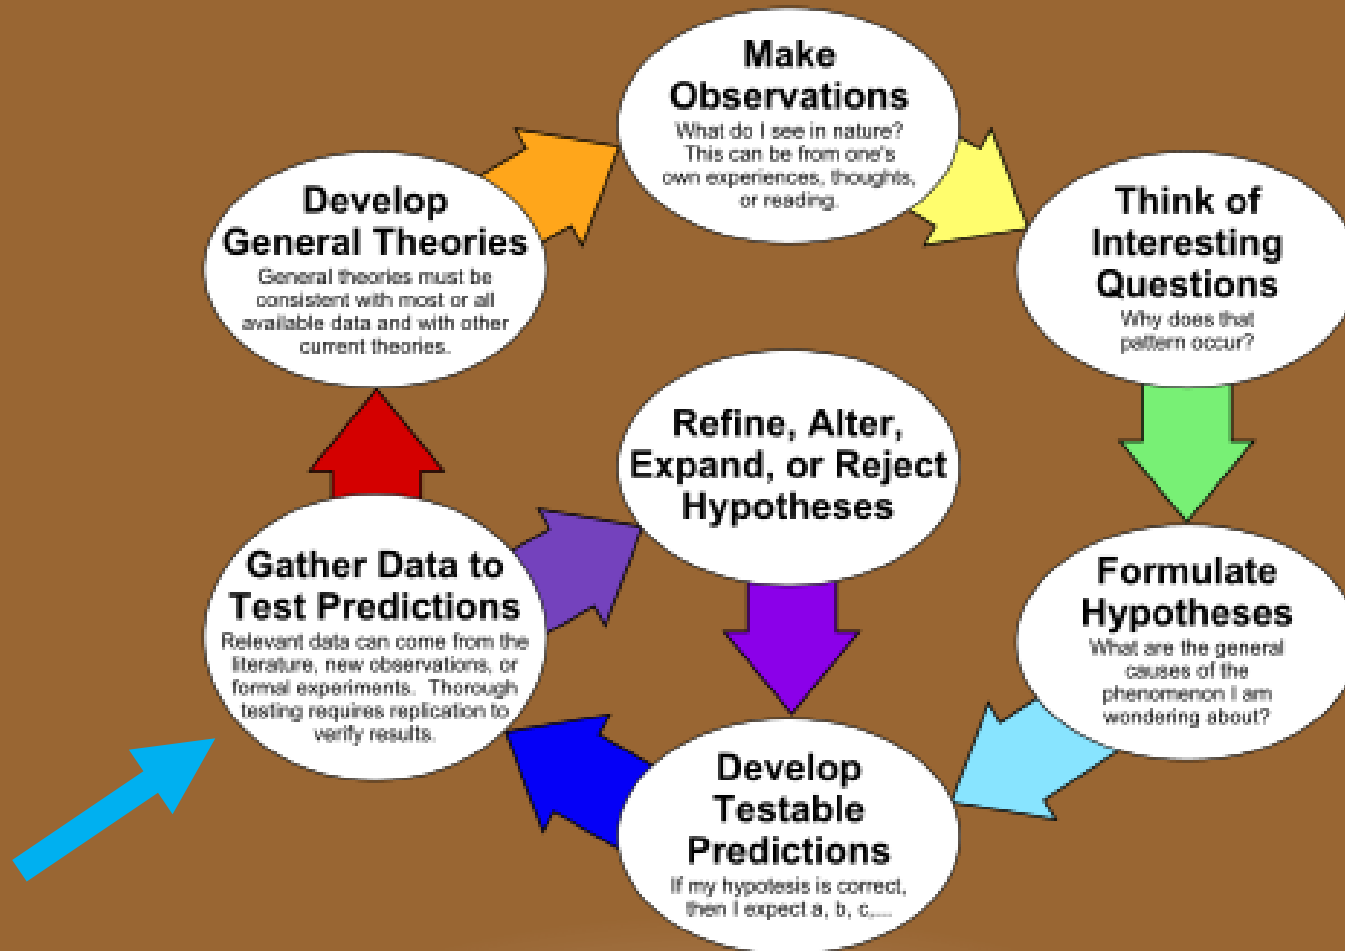 Make
Observations
What do I see in nature?
This can be from one's
own experiences, thoughts,
or reading.
Think of
Interesting
Questions
Why does that
pattern occur?
Formulate
Hypotheses
What are the general
causes of the
phenomenon I am
wondering about?
Develop
Testable
Predictions
If my hypotesis is correct,
then I expect a, b, c,...
Gather Data to
Test Predictions
Relevant data can come from the
literature, new observations, or
formal experiments. Thorough
testing requires replication to
verify results.
Refine, Alter,
Expand, or Reject
Hypotheses
Develop
General Theories
General theories must be
consistent with most or all
available data and with other
current theories.